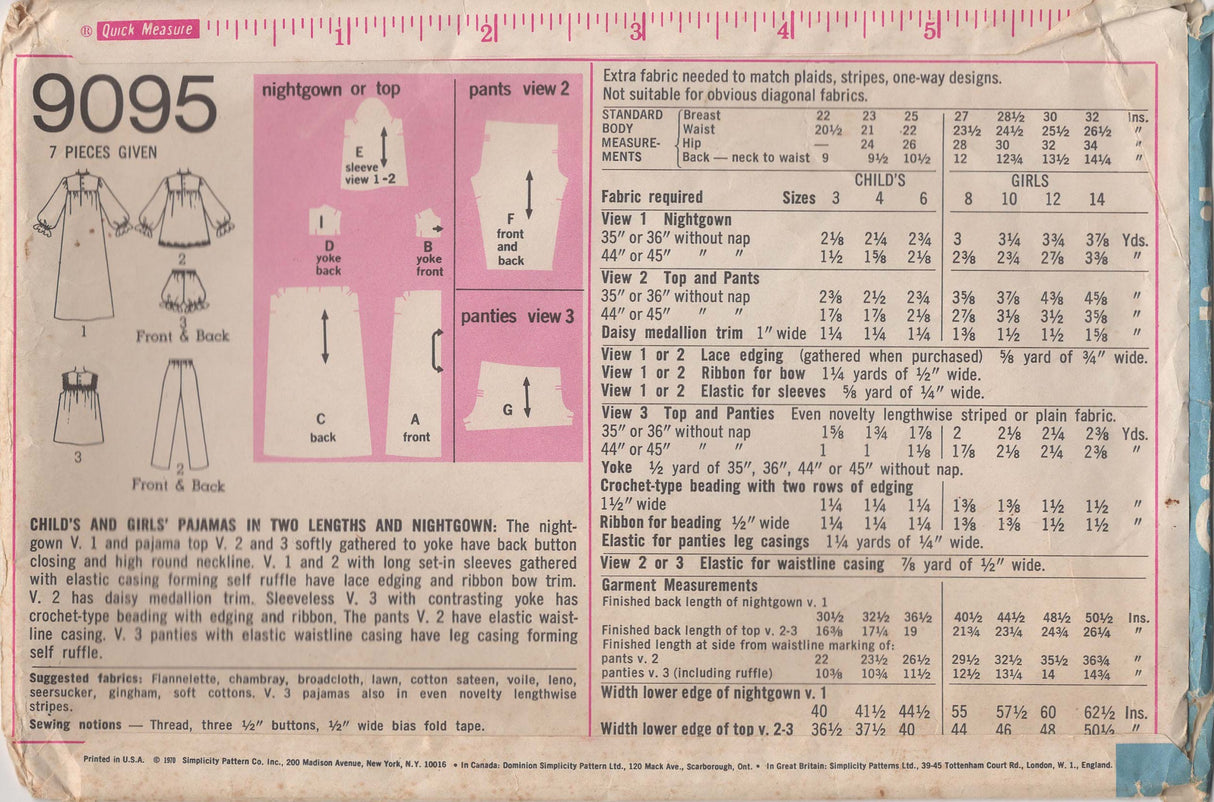 ® Quick Measure 1 2 3 4 5
9095
7 PIECES GIVEN
1
2
3
Front & Back
3
2
Front & Back
nightgown or top
E
sleeve
view 1-2
D
yoke
back
B
yoke
front
C
back
A
front
pants view 2
F
front
and
back
panties view 3
G
CHILD'S AND GIRLS' PAJAMAS IN TWO LENGTHS AND NIGHTGOWN: The night-
gown V. 1 and pajama top V. 2 and 3 softly gathered to yoke have back button
closing and high round neckline. V. 1 and 2 with long set-in sleeves gathered
with elastic casing forming self ruffle have lace edging and ribbon bow trim.
V. 2 has daisy medallion trim. Sleeveless V. 3 with contrasting yoke has
crochet-type beading with edging and ribbon. The pants V. 2 have elastic waist-
line casing. V. 3 panties with elastic waistline casing have leg casing forming
self ruffle.
Suggested fabrics: Flannelette, chambray, broadcloth, lawn, cotton sateen, voile, leno,
seersucker, gingham, soft cottons. V. 3 pajamas also in even novelty lengthwise
stripes.
Sewing notions — Thread, three ½" buttons, ½" wide bias fold tape.
Extra fabric needed to match plaids, stripes, one-way designs.
Not suitable for obvious diagonal fabrics.
STANDARD Breast 22 23 25 27 28½ 30 32 Ins.
BODY Waist 20½ 21 22 23½ 24½ 25½ 26½ "
MEASURE- Hip — 24 26 28 30 32 34 "
MENTS Back — neck to waist 9 9½ 10½ 12 12¾ 13½ 14¼ "
CHILD'S GIRLS
Fabric required Sizes 3 4 6 8 10 12 14
View 1 Nightgown
35" or 36" without nap 2⅛ 2¼ 2¾ 3 3¼ 3¾ 3⅞ Yds.
44" or 45" " " 1½ 1⅝ 2⅛ 2⅜ 2¾ 2⅞ 3⅜ "
View 2 Top and Pants
35" or 36" without nap 2⅜ 2½ 2¾ 3⅝ 3⅞ 4⅜ 4⅝ "
44" or 45" " " 1⅞ 1⅞ 2⅛ 2⅞ 3⅛ 3½ 3⅝ "
Daisy medallion trim 1" wide 1¼ 1¼ 1¼ 1⅜ 1½ 1½ 1⅝ "
View 1 or 2 Lace edging (gathered when purchased) ⅝ yard of ¾" wide.
View 1 or 2 Ribbon for bow 1¼ yards of ½" wide.
View 1 or 2 Elastic for sleeves ⅝ yard of ¼" wide.
View 3 Top and Panties Even novelty lengthwise striped or plain fabric.
35" or 36" without nap 1⅝ 1¾ 1⅞ 2 2⅛ 2¼ 2⅜ Yds.
44" or 45" " " 1 1 1⅛ 1⅞ 2⅛ 2¼ 2⅜ "
Yoke ½ yard of 35", 36", 44" or 45" without nap.
Crochet-type beading with two rows of edging
1½" wide 1¼ 1¼ 1¼ 1⅜ 1⅜ 1½ 1½ "
Ribbon for beading ½" wide 1¼ 1¼ 1¼ 1⅜ 1⅜ 1½ 1½ "
Elastic for panties leg casings 1¼ yards of ¼" wide.
View 2 or 3 Elastic for waistline casing ⅞ yard of ½" wide.
Garment Measurements
Finished back length of nightgown v. 1
30½ 32½ 36½ 40½ 44½ 48½ 50½ Ins.
Finished back length of top v. 2-3 16⅜ 17¼ 19 21¾ 23¼ 24¾ 26¼ "
Finished length at side from waistline marking of:
pants v. 2 22 23½ 26½ 29½ 32½ 35½ 36¾ "
panties v. 3 (including ruffle) 10⅜ 10¾ 11½ 12½ 13¼ 14 14¾ "
Width lower edge of nightgown v. 1
40 41½ 44½ 55 57½ 60 62½ Ins.
Width lower edge of top v. 2-3 36½ 37½ 40 44 46 48 50½ "
Printed in U.S.A. © 1970 Simplicity Pattern Co. Inc., 200 Madison Avenue, New York, N.Y. 10016 • In Canada: Dominion Simplicity Pattern Ltd., 120 Mack Ave., Scarborough, Ont. • In Great Britain: Simplicity Patterns Ltd., 39-45 Tottenham Court Rd., London, W. 1., England.